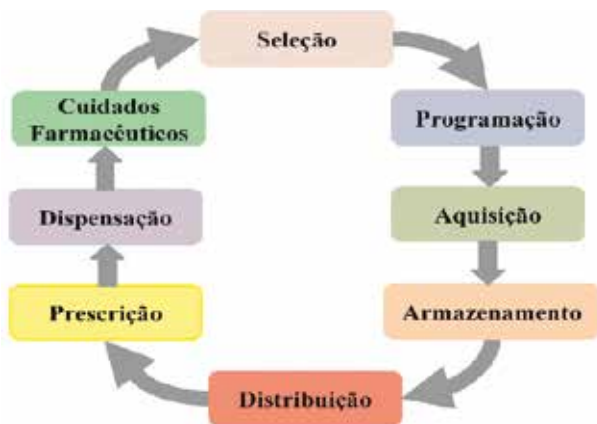 Seleção
Programação
Aquisição
Armazenamento
Distribuição
Prescrição
Dispensação
Cuidados
Farmacêuticos